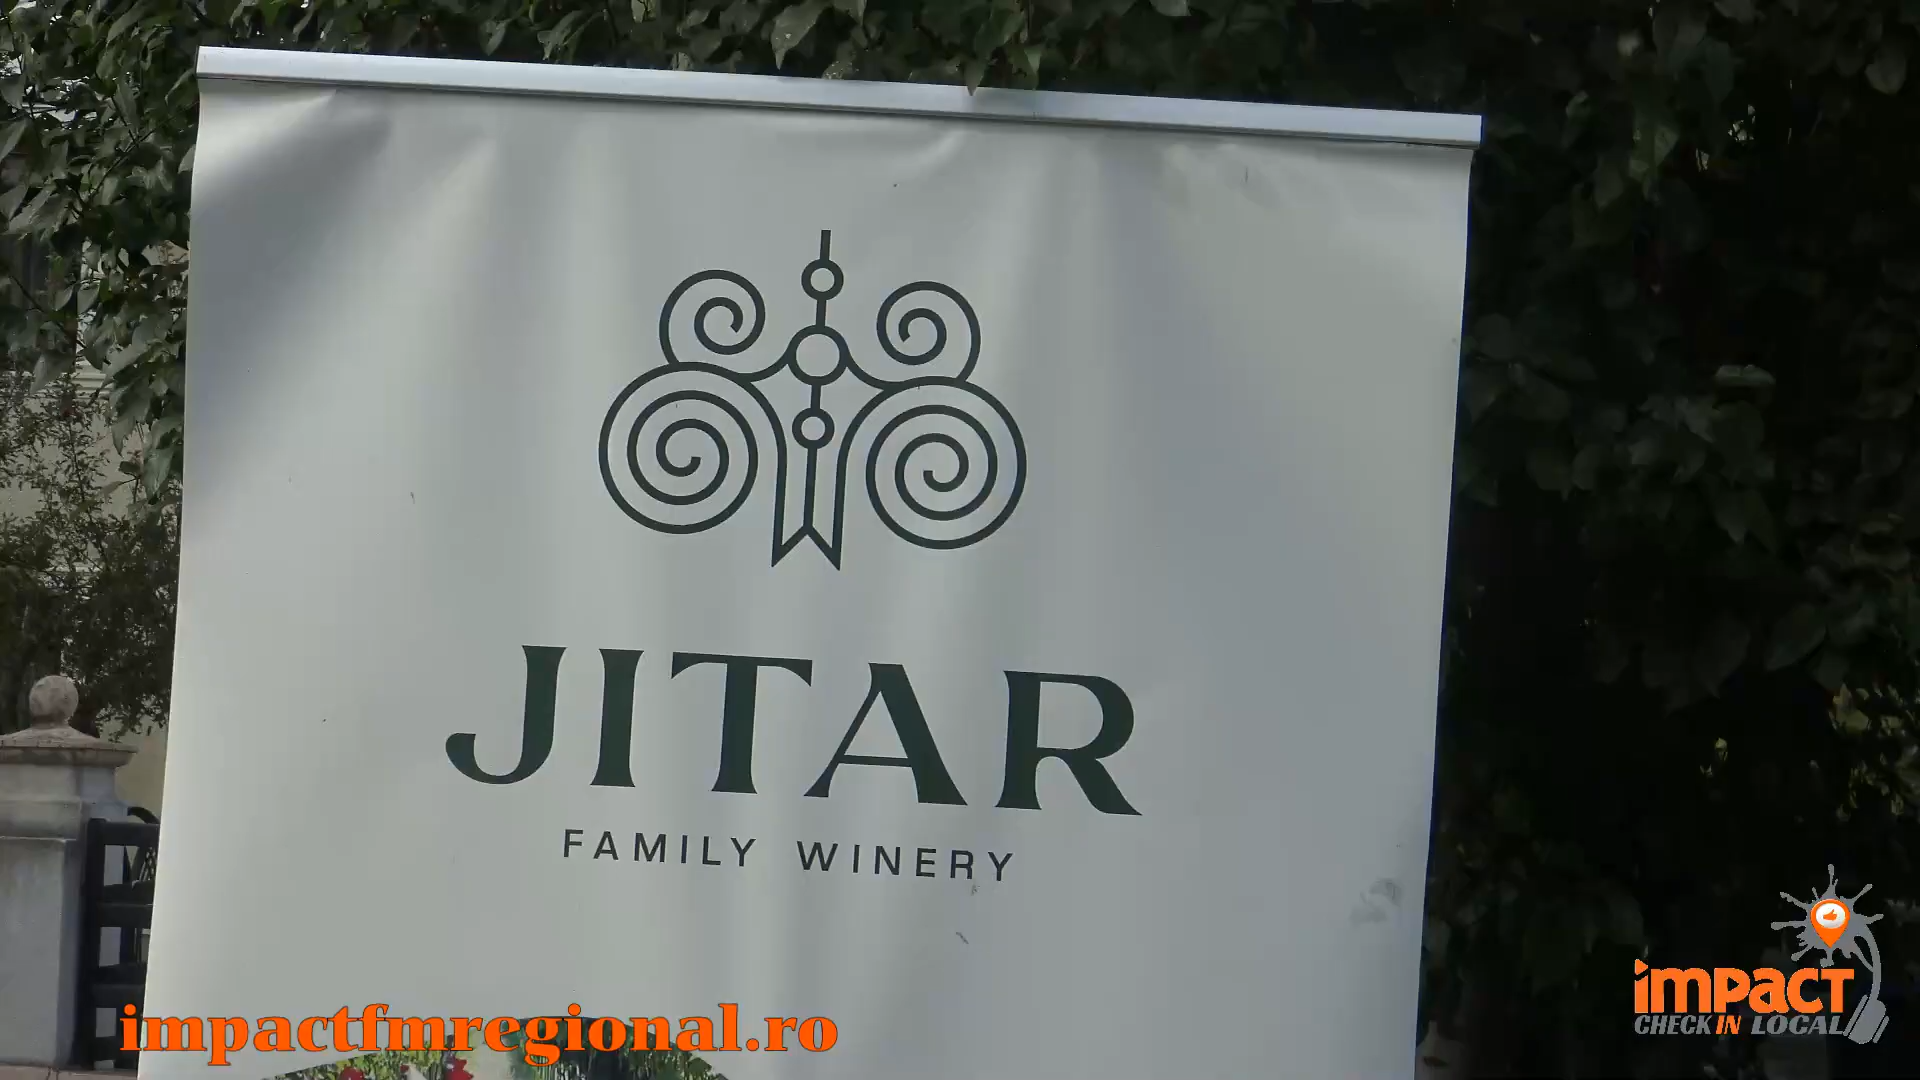 JITAR
FAMILY WINERY
impactfmregional.ro
impact
CHECK IN LOCAL